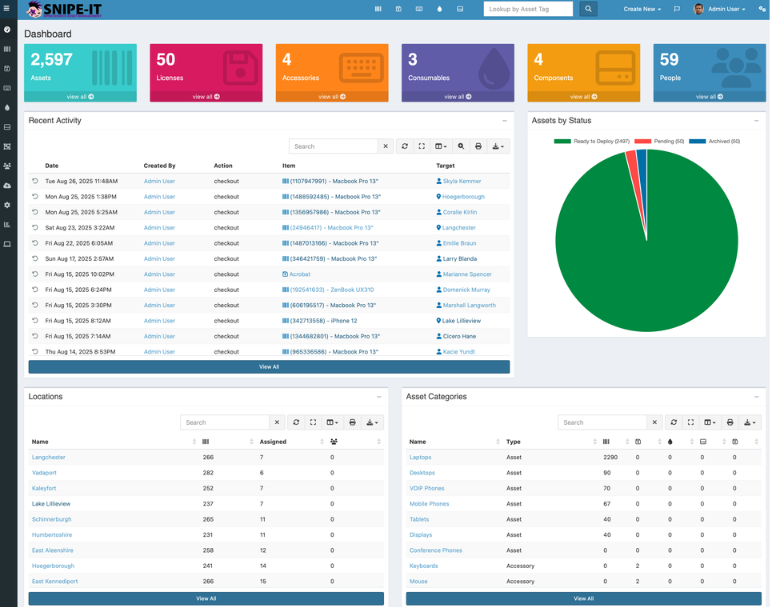 SNIPE-IT
Lookup by Asset Tag
Create New
Admin User
Dashboard
2,597
Assets
view all
50
Licenses
view all
4
Accessories
view all
3
Consumables
view all
4
Components
view all
59
People
view all
Recent Activity
Search
Date Created By Action Item Target
Tue Aug 26, 2025 11:48AM Admin User checkout (1107947991) - Macbook Pro 13" Skyla Kemmer
Mon Aug 25, 2025 1:38PM Admin User checkout (1488592485) - Macbook Pro 13" Hoegerborough
Mon Aug 25, 2025 5:25AM Admin User checkout (1356957986) - Macbook Pro 13" Coralie Kirlin
Sat Aug 23, 2025 3:22AM Admin User checkout (24946417) - Macbook Pro 13" Langchester
Fri Aug 22, 2025 6:05AM Admin User checkout (1487013166) - Macbook Pro 13" Emilie Braun
Sun Aug 17, 2025 2:57AM Admin User checkout (346421759) - Macbook Pro 13" Larry Blanda
Fri Aug 15, 2025 10:02PM Admin User checkout Acrobat Marianne Spencer
Fri Aug 15, 2025 6:24PM Admin User checkout (192541633) - ZenBook UX310 Domenick Murray
Fri Aug 15, 2025 3:30PM Admin User checkout (606195517) - Macbook Pro 13" Marshall Langworth
Fri Aug 15, 2025 8:12AM Admin User checkout (342713558) - iPhone 12 Lake Lillieview
Fri Aug 15, 2025 7:14AM Admin User checkout (1344682801) - Macbook Pro 13" Cicero Hane
Thu Aug 14, 2025 8:53PM Admin User checkout (965336588) - Macbook Pro 13" Kacie Yundt
View All
Assets by Status
Ready to Deploy (2497) Pending (50) Archived (50)
Locations
Search
Name Assigned
Langchester 266 7 0
Vadaport 282 6 0
Kaleyfort 252 7 0
Lake Lillieview 237 7 0
Schinnerburgh 265 11 0
Humbertoshire 231 11 0
East Aleenshire 258 12 0
Hoegerborough 241 14 0
East Kennediport 266 15 0
View All
Asset Categories
Search
Name Type
Laptops Asset 2290 0 0 0 0
Desktops Asset 90 0 0 0 0
VOIP Phones Asset 70 0 0 0 0
Mobile Phones Asset 67 0 0 0 0
Tablets Asset 40 0 0 0 0
Displays Asset 40 0 0 0 0
Conference Phones Asset 0 0 0 0 0
Keyboards Accessory 0 2 0 0 0
Mouse Accessory 0 2 0 0 0
View All